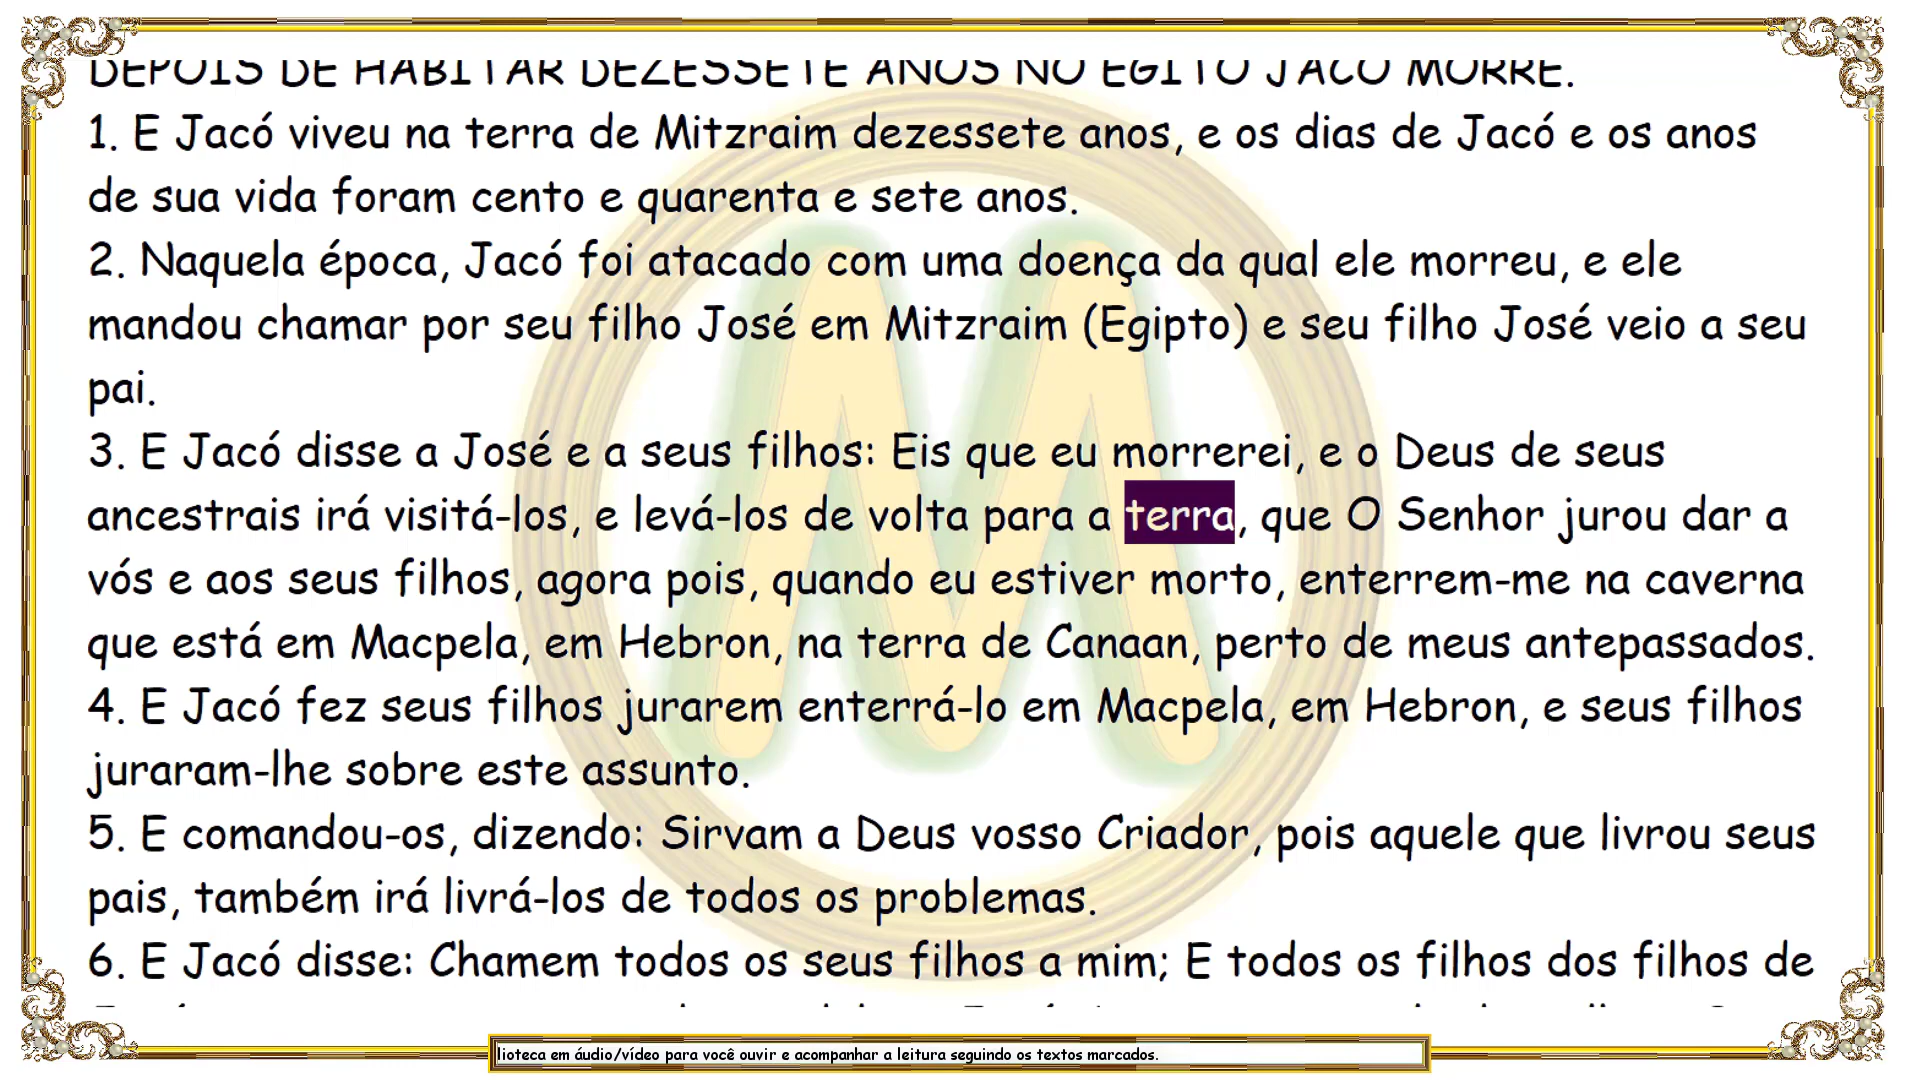 DEPOIS DE HABITAR DEZESSETE ANOS NO EGITO JACÓ MORRE.
1. E Jacó viveu na terra de Mitzraim dezessete anos, e os dias de Jacó e os anos
de sua vida foram cento e quarenta e sete anos.
2. Naquela época, Jacó foi atacado com uma doença da qual ele morreu, e ele
mandou chamar por seu filho José em Mitzraim (Egipto) e seu filho José veio a seu
pai.
3. E Jacó disse a José e a seus filhos: Eis que eu morrerei, e o Deus de seus
ancestrais irá visitá-los, e levá-los de volta para a terra, que O Senhor jurou dar a
vós e aos seus filhos, agora pois, quando eu estiver morto, enterrem-me na caverna
que está em Macpela, em Hebron, na terra de Canaan, perto de meus antepassados.
4. E Jacó fez seus filhos jurarem enterrá-lo em Macpela, em Hebron, e seus filhos
juraram-lhe sobre este assunto.
5. E comandou-os, dizendo: Sirvam a Deus vosso Criador, pois aquele que livrou seus
pais, também irá livrá-los de todos os problemas.
6. E Jacó disse: Chamem todos os seus filhos a mim; E todos os filhos dos filhos de
lioteca em áudio/vídeo para você ouvir e acompanhar a leitura seguindo os textos marcados.